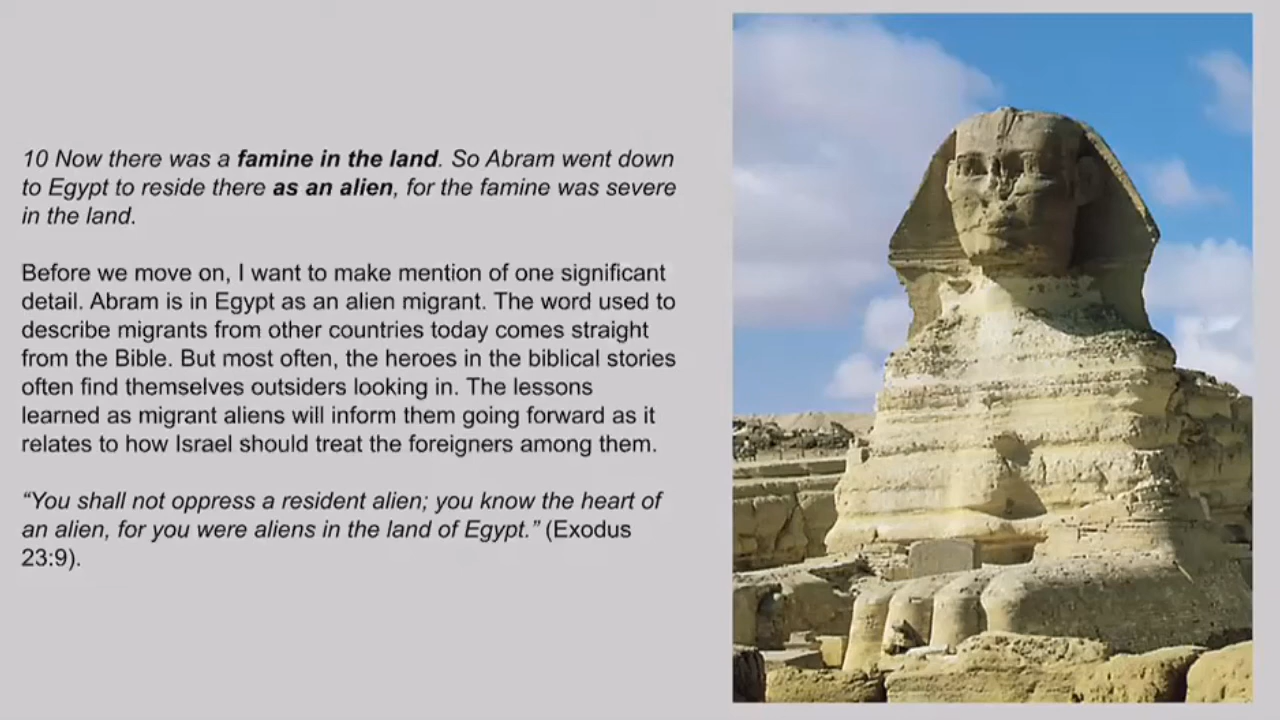 10 Now there was a famine in the land. So Abram went down
to Egypt to reside there as an alien, for the famine was severe
in the land.
Before we move on, I want to make mention of one significant
detail. Abram is in Egypt as an alien migrant. The word used to
describe migrants from other countries today comes straight
from the Bible. But most often, the heroes in the biblical stories
often find themselves outsiders looking in. The lessons
learned as migrant aliens will inform them going forward as it
relates to how Israel should treat the foreigners among them.
“You shall not oppress a resident alien; you know the heart of
an alien, for you were aliens in the land of Egypt.” (Exodus
23:9).